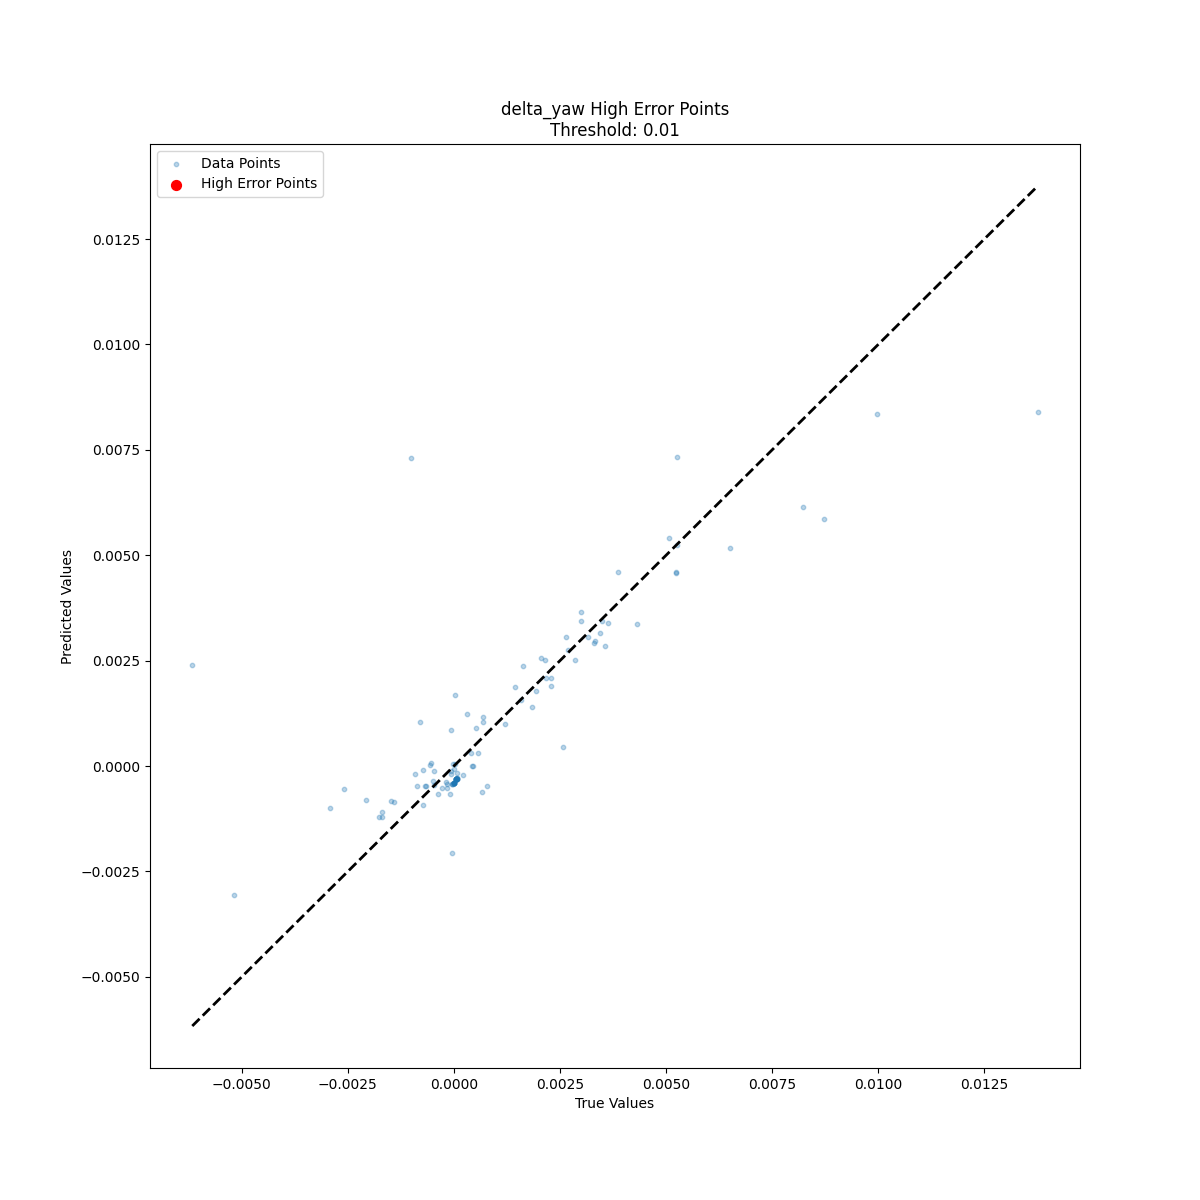 delta_yaw High Error Points
Threshold: 0.01
Data Points
High Error Points
0.0125
0.0100
0.0075
0.0050
0.0025
0.0000
−0.0025
−0.0050
Predicted Values
−0.0050 −0.0025 0.0000 0.0025 0.0050 0.0075 0.0100 0.0125
True Values